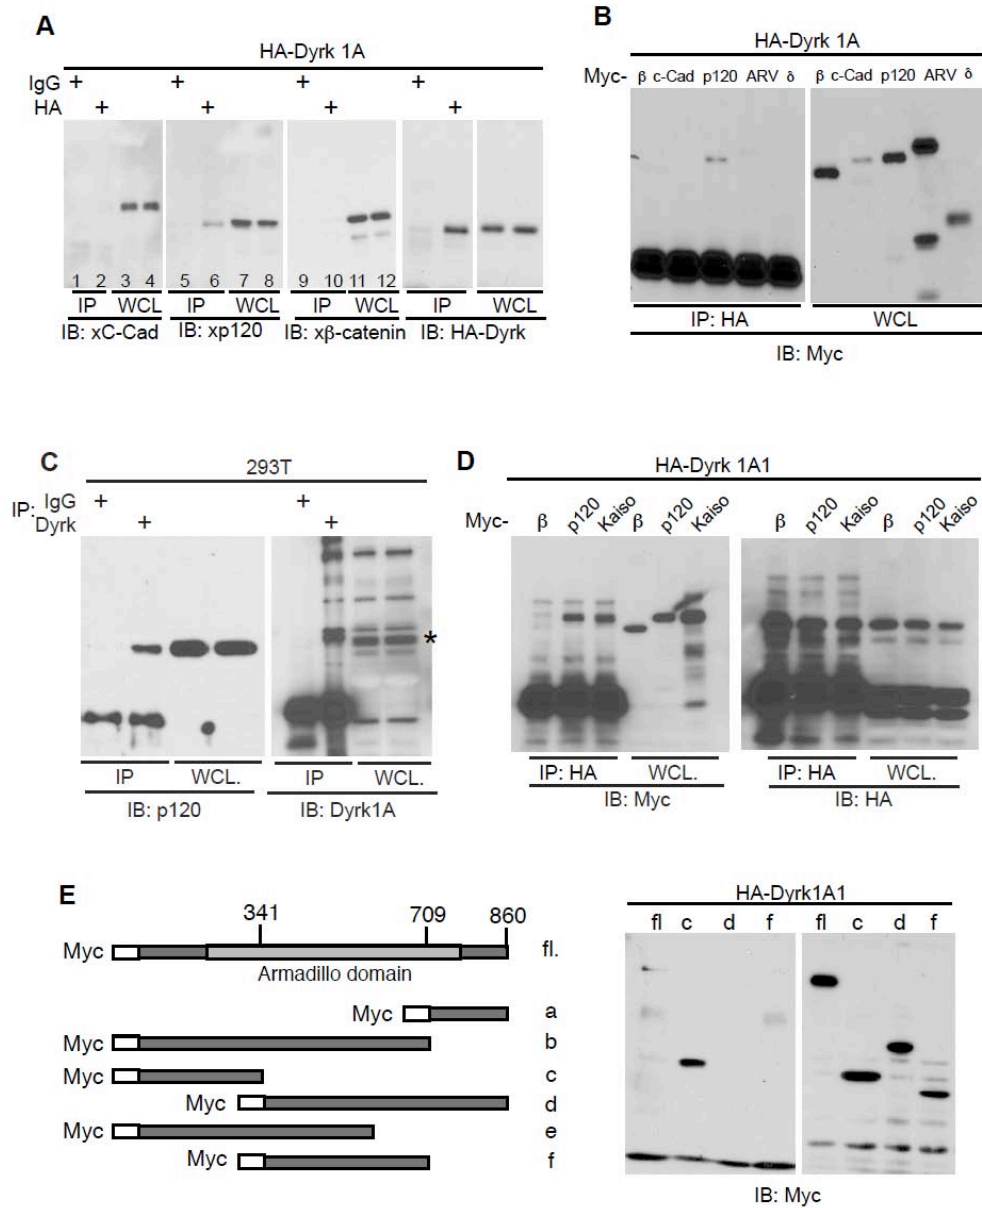 A
HA-Dyrk 1A
IgG + + + +
HA + + + +
1 2 3 4 5 6 7 8 9 10 11 12
IP WCL IP WCL IP WCL IP WCL
IB: xC-Cad IB: xp120 IB: xβ-catenin IB: HA-Dyrk
B
HA-Dyrk 1A
Myc- β c-Cad p120 ARV δ β c-Cad p120 ARV δ
IP: HA WCL
IB: Myc
C
293T
IP: IgG + +
Dyrk + +
*
IP WCL. IP WCL.
IB: p120 IB: Dyrk1A
D
HA-Dyrk 1A1
Myc- β p120 Kaiso β p120 Kaiso β p120 Kaiso β p120 Kaiso
IP: HA WCL. IP: HA WCL.
IB: Myc IB: HA
E
341 709 860
Myc fl.
Armadillo domain
Myc a
Myc b
Myc c
Myc d
Myc e
Myc f
HA-Dyrk1A1
fl c d f fl c d f
IB: Myc